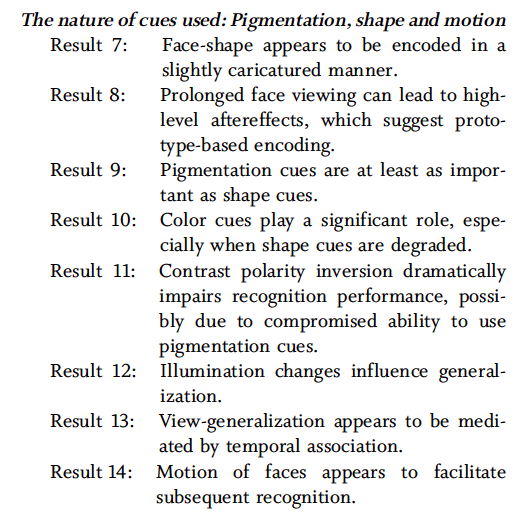 The nature of cues used: Pigmentation, shape and motion
Result 7: Face-shape appears to be encoded in a
slightly caricatured manner.
Result 8: Prolonged face viewing can lead to high-
level aftereffects, which suggest proto-
type-based encoding.
Result 9: Pigmentation cues are at least as impor-
tant as shape cues.
Result 10: Color cues play a significant role, espe-
cially when shape cues are degraded.
Result 11: Contrast polarity inversion dramatically
impairs recognition performance, possi-
bly due to compromised ability to use
pigmentation cues.
Result 12: Illumination changes influence general-
ization.
Result 13: View-generalization appears to be medi-
ated by temporal association.
Result 14: Motion of faces appears to facilitate
subsequent recognition.